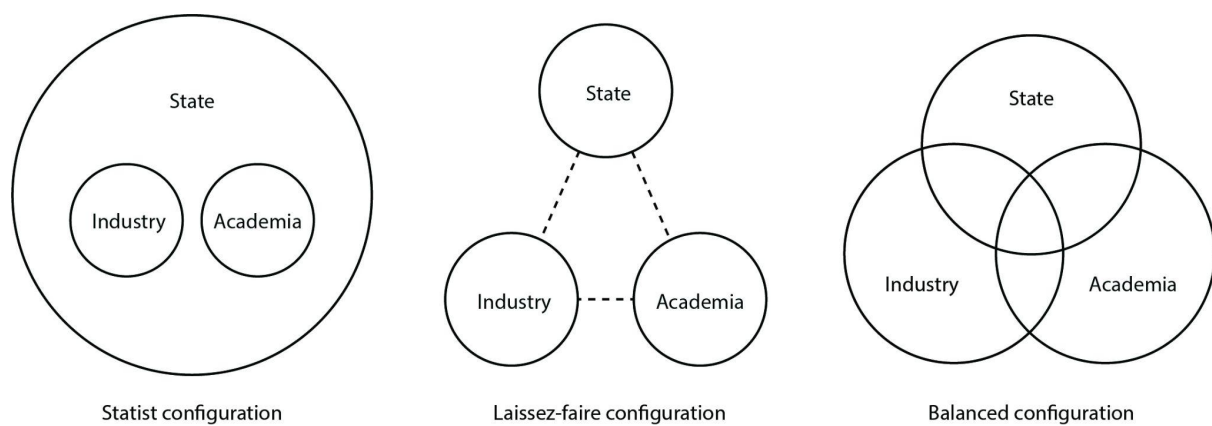 State
Industry
Academia
Statist configuration
State
Industry
Academia
Laissez-faire configuration
State
Industry
Academia
Balanced configuration